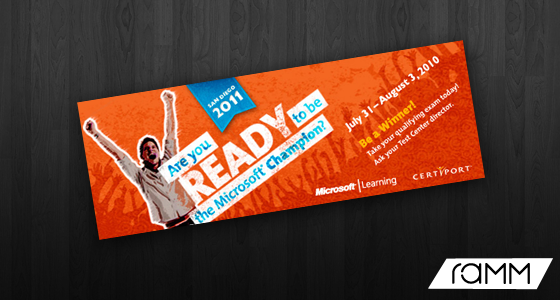 SAN DIEGO
2011
Are you
READY to be
the Microsoft® Champion?
July 31 – August 3, 2010
Be a Winner!
Take your qualifying exam today!
Ask your Test Center director.
Microsoft® | Learning
CERTIPORT
ramm